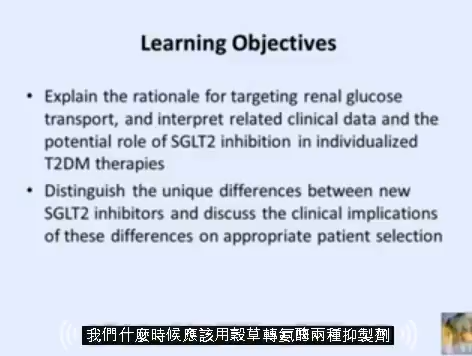 Learning Objectives
• Explain the rationale for targeting renal glucose
transport, and interpret related clinical data and the
potential role of SGLT2 inhibition in individualized
T2DM therapies
• Distinguish the unique differences between new
SGLT2 inhibitors and discuss the clinical implications
of these differences on appropriate patient selection
我們什麼時候應該用穀草轉氨酶兩種抑製劑